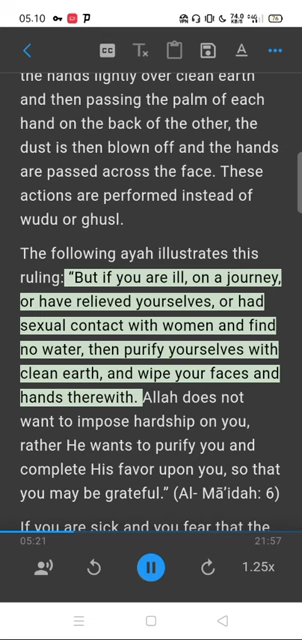 05.10
74.0 KB/S
74
CC
the hands lightly over clean earth
and then passing the palm of each
hand on the back of the other, the
dust is then blown off and the hands
are passed across the face. These
actions are performed instead of
wudu or ghusl.
The following ayah illustrates this
ruling: “But if you are ill, on a journey,
or have relieved yourselves, or had
sexual contact with women and find
no water, then purify yourselves with
clean earth, and wipe your faces and
hands therewith. Allah does not
want to impose hardship on you,
rather He wants to purify you and
complete His favor upon you, so that
you may be grateful.” (Al- Mā’idah: 6)
If you are sick and you fear that the
05:21
21:57
1.25x